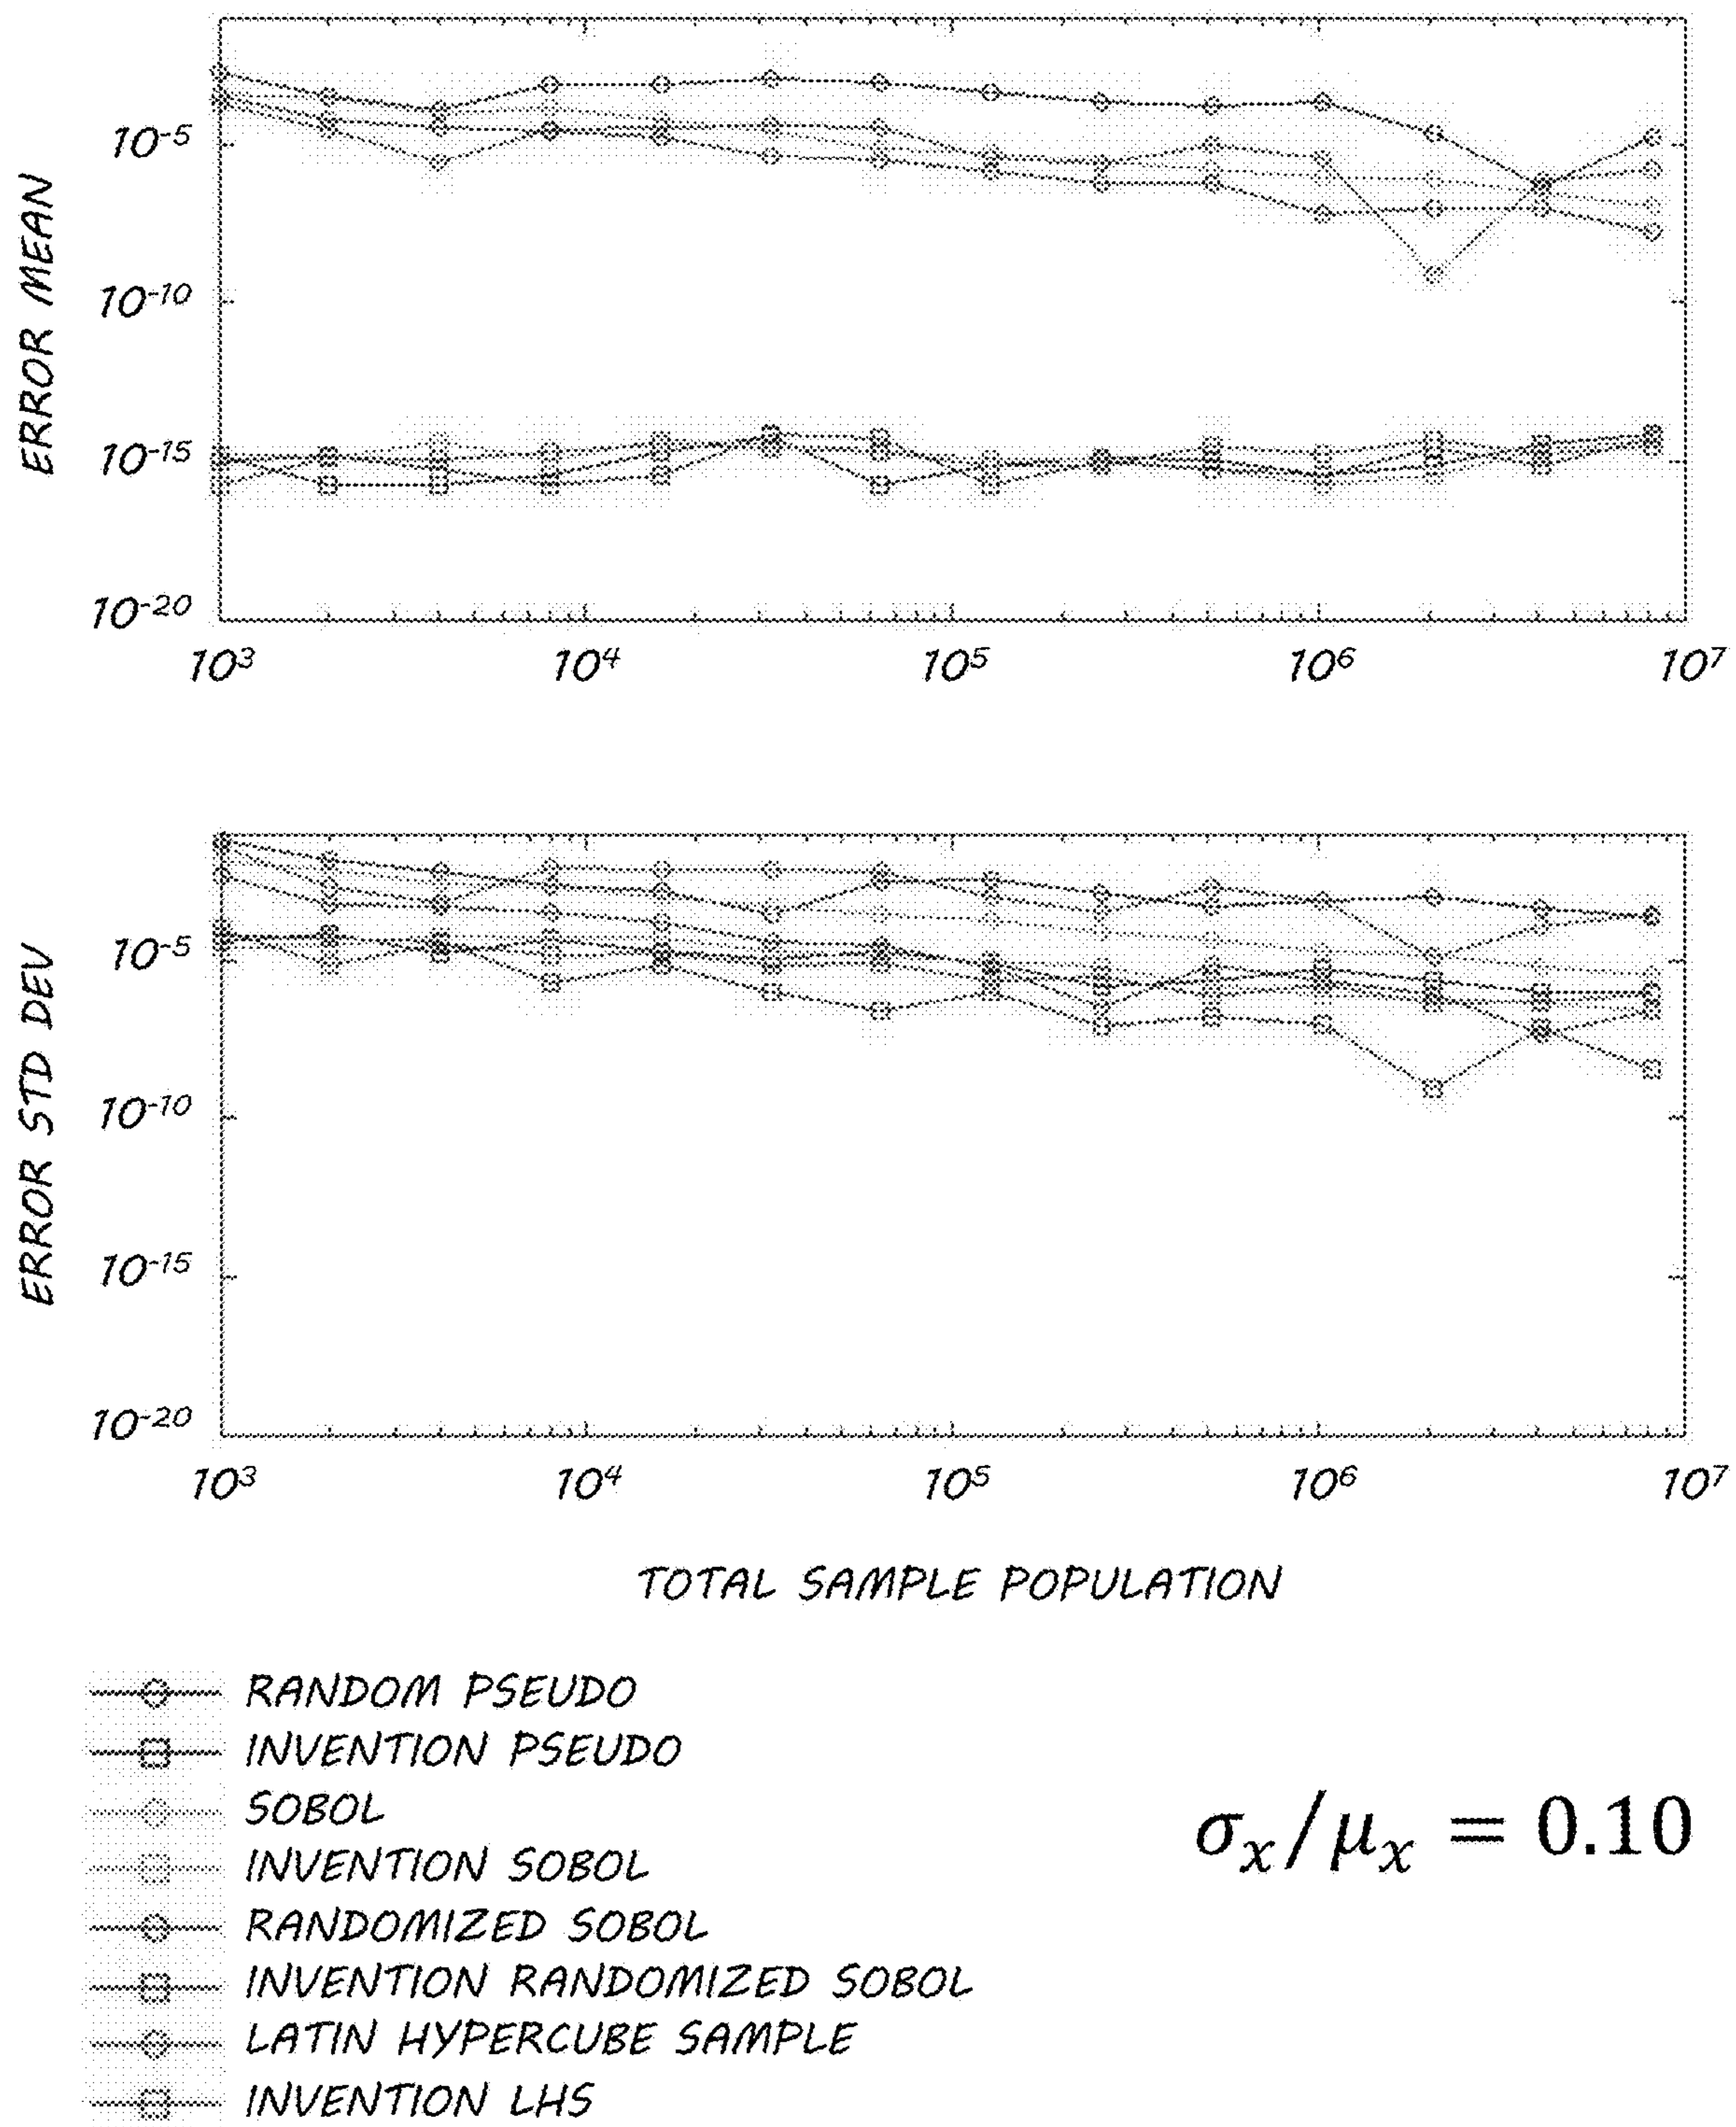 ERROR MEAN
10⁻⁵
10⁻¹⁰
10⁻¹⁵
10⁻²⁰
10³ 10⁴ 10⁵ 10⁶ 10⁷
ERROR STD DEV
10⁻⁵
10⁻¹⁰
10⁻¹⁵
10⁻²⁰
10³ 10⁴ 10⁵ 10⁶ 10⁷
TOTAL SAMPLE POPULATION
RANDOM PSEUDO
INVENTION PSEUDO
SOBOL
INVENTION SOBOL
RANDOMIZED SOBOL
INVENTION RANDOMIZED SOBOL
LATIN HYPERCUBE SAMPLE
INVENTION LHS
σₓ/μₓ = 0.10